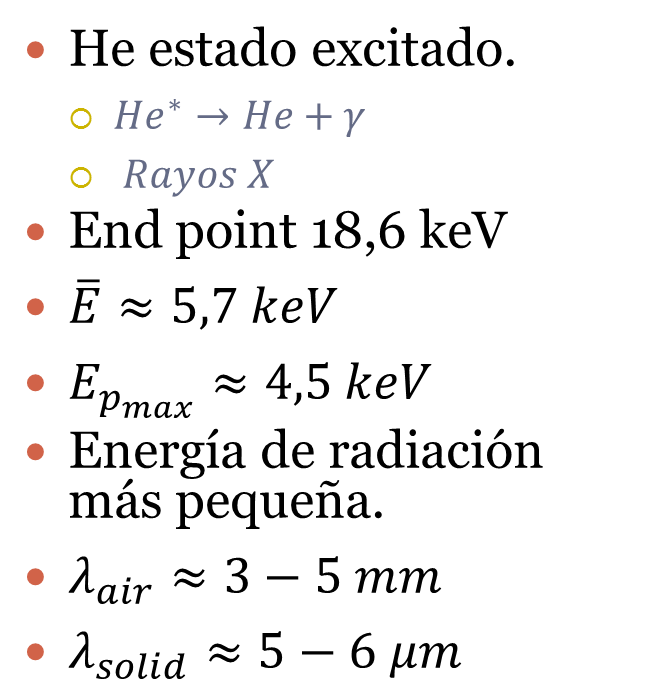 • He estado excitado.
○ He* → He + γ
○ Rayos X
• End point 18,6 keV
• E̅ ≈ 5,7 keV
• E_{p_{max}} ≈ 4,5 keV
• Energía de radiación
más pequeña.
• λ_{air} ≈ 3 − 5 mm
• λ_{solid} ≈ 5 − 6 μm